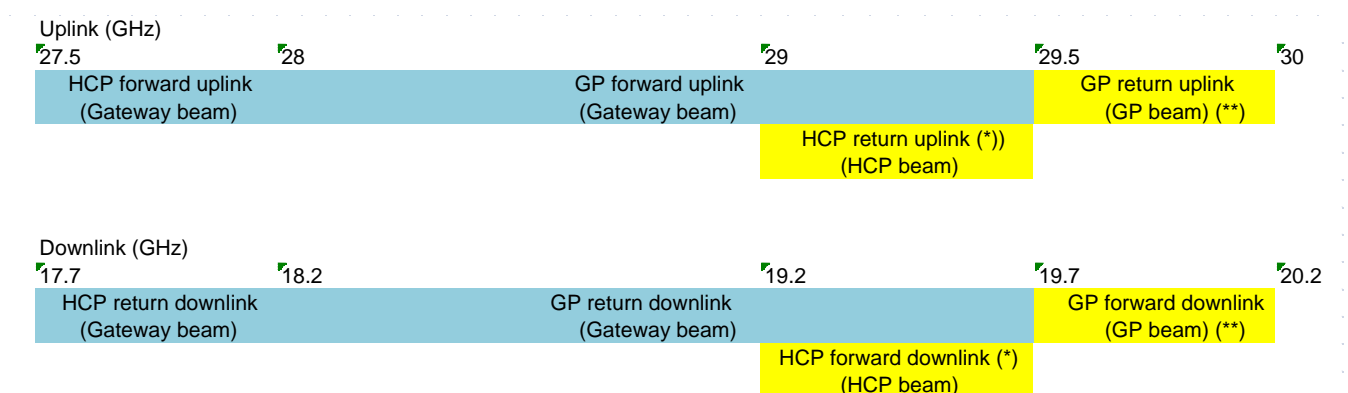 Uplink (GHz)
27.5 28 29 29.5 30
HCP forward uplink GP forward uplink GP return uplink
(Gateway beam) (Gateway beam) (GP beam) (**)
HCP return uplink (*))
(HCP beam)
Downlink (GHz)
17.7 18.2 19.2 19.7 20.2
HCP return downlink GP return downlink GP forward downlink
(Gateway beam) (Gateway beam) (GP beam) (**)
HCP forward downlink (*)
(HCP beam)